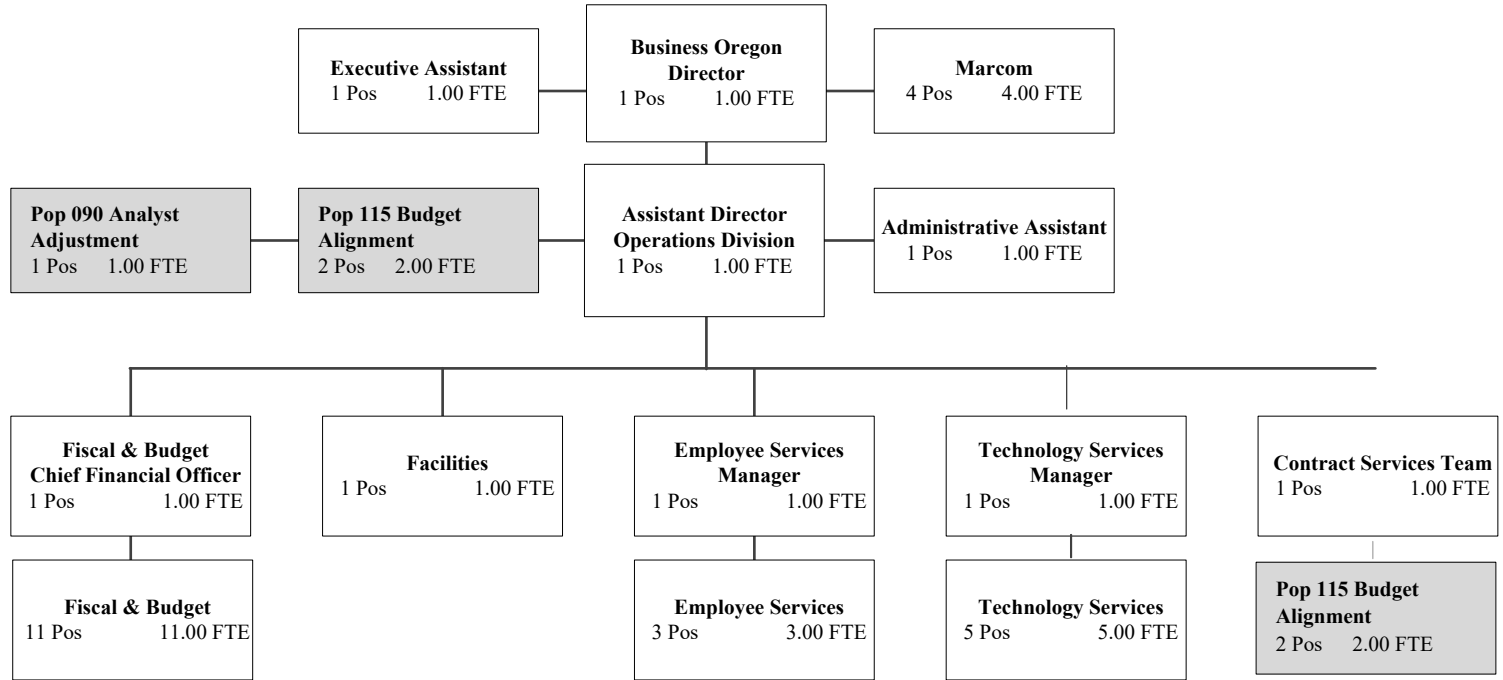 Executive Assistant
1 Pos 1.00 FTE
Business Oregon
Director
1 Pos 1.00 FTE
Marcom
4 Pos 4.00 FTE
Pop 090 Analyst
Adjustment
1 Pos 1.00 FTE
Pop 115 Budget
Alignment
2 Pos 2.00 FTE
Assistant Director
Operations Division
1 Pos 1.00 FTE
Administrative Assistant
1 Pos 1.00 FTE
Fiscal & Budget
Chief Financial Officer
1 Pos 1.00 FTE
Facilities
1 Pos 1.00 FTE
Employee Services
Manager
1 Pos 1.00 FTE
Technology Services
Manager
1 Pos 1.00 FTE
Contract Services Team
1 Pos 1.00 FTE
Fiscal & Budget
11 Pos 11.00 FTE
Employee Services
3 Pos 3.00 FTE
Technology Services
5 Pos 5.00 FTE
Pop 115 Budget
Alignment
2 Pos 2.00 FTE